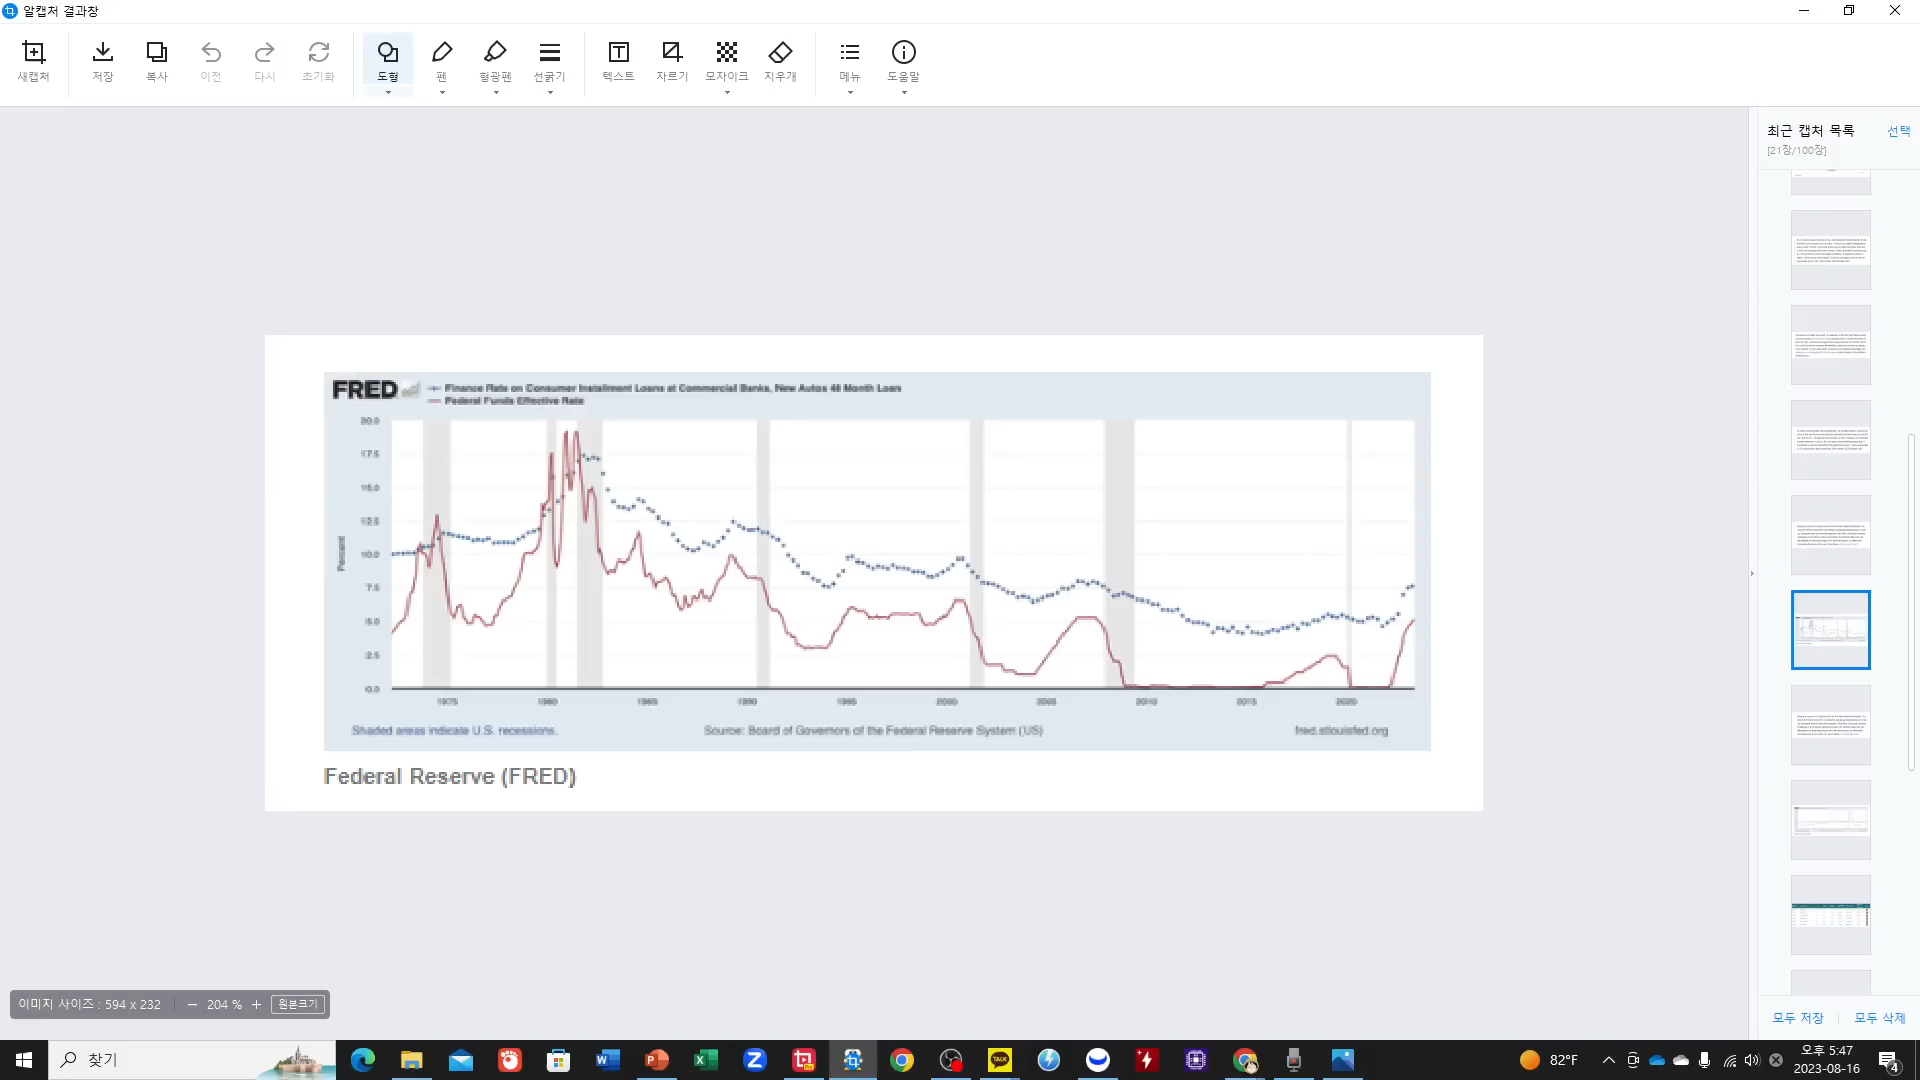 알캡처 결과창
새캡처
저장
복사
이전
다시
초기화
도형
펜
형광펜
선굵기
텍스트
자르기
모자이크
지우개
메뉴
도움말
최근 캡처 목록
선택
[21장/100장]
FRED
Finance Rate on Consumer Installment Loans at Commercial Banks, New Autos 48 Month Loan
Federal Funds Effective Rate
20.0
17.5
15.0
12.5
10.0
7.5
5.0
2.5
0.0
Percent
1975
1980
1985
1990
1995
2000
2005
2010
2015
2020
Shaded areas indicate U.S. recessions.
Source: Board of Governors of the Federal Reserve System (US)
fred.stlouisfed.org
Federal Reserve (FRED)
이미지 사이즈 : 594 x 232
204 %
원본크기
모두 저장
모두 삭제
찾기
TALK
82°F
오후 5:47
2023-08-16
4